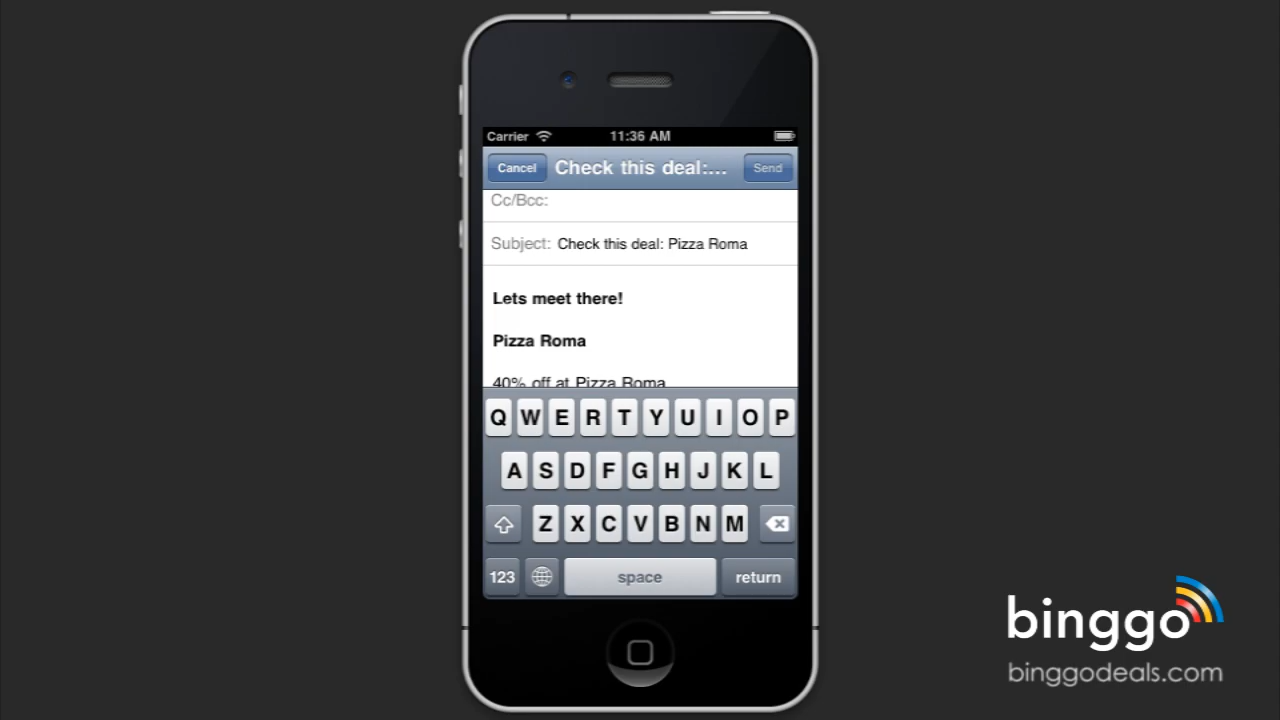 Carrier 11:36 AM
Cancel Check this deal:... Send
Cc/Bcc:
Subject: Check this deal: Pizza Roma
Lets meet there!
Pizza Roma
40% off at Pizza Roma
Q W E R T Y U I O P
A S D F G H J K L
Z X C V B N M
123 space return
binggo
binggodeals.com